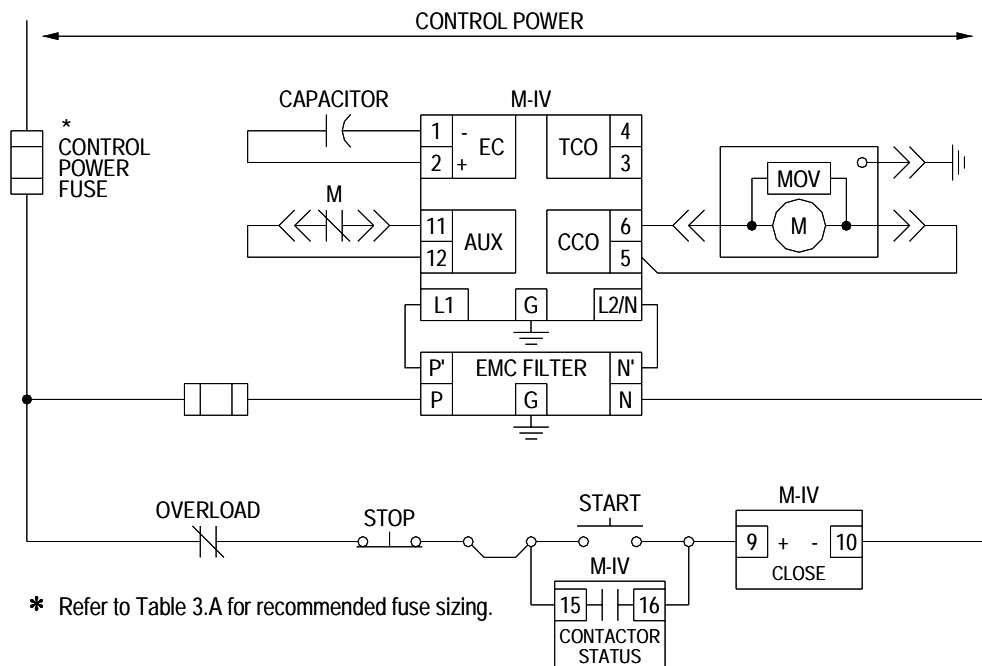 CONTROL POWER
*
CONTROL
POWER
FUSE
CAPACITOR
M-IV
1 - EC
2 +
TCO 4
3
MOV
M
M
11 AUX
12
CCO 6
5
L1 G L2/N
P' EMC FILTER N'
P G N
OVERLOAD
STOP
START
M-IV
15 16
CONTACTOR
STATUS
M-IV
9 + - 10
CLOSE
* Refer to Table 3.A for recommended fuse sizing.